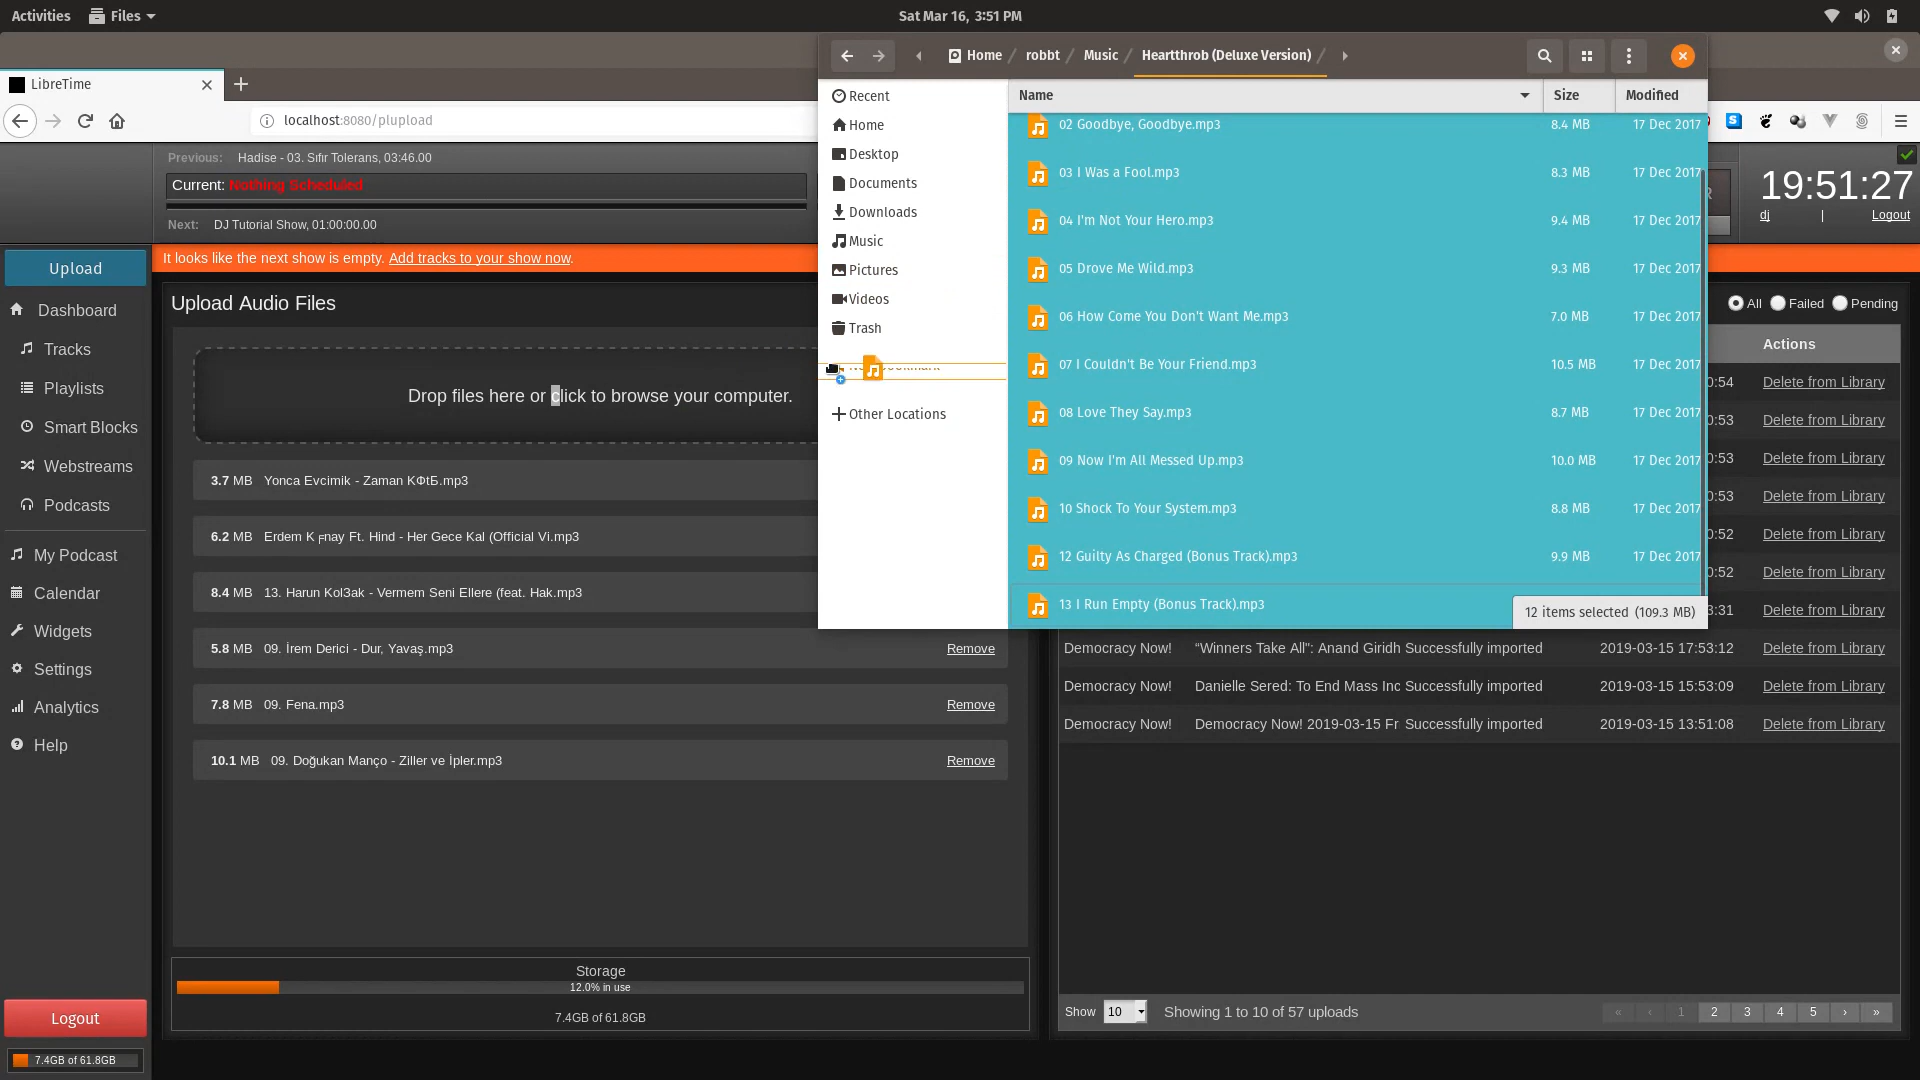 Activities Files Sat Mar 16, 3:51 PM
LibreTime
localhost:8080/plupload
Home / robbt / Music / Heartthrob (Deluxe Version) /
Previous: Hadise - 03. Sıfır Tolerans, 03:46.00
Current: Nothing Scheduled
Next: DJ Tutorial Show, 01:00:00.00
19:51:27
dj | Logout
It looks like the next show is empty. Add tracks to your show now.
Upload
Dashboard
Tracks
Playlists
Smart Blocks
Webstreams
Podcasts
My Podcast
Calendar
Widgets
Settings
Analytics
Help
Logout
7.4GB of 61.8GB
Upload Audio Files
Drop files here or click to browse your computer.
3.7 MB Yonca Evcimik - Zaman KФtБ.mp3
6.2 MB Erdem K ╒nay Ft. Hind - Her Gece Kal (Official Vi.mp3
8.4 MB 13. Harun Kol3ak - Vermem Seni Ellere (feat. Hak.mp3
5.8 MB 09. İrem Derici - Dur, Yavaş.mp3 Remove
7.8 MB 09. Fena.mp3 Remove
10.1 MB 09. Doğukan Manço - Ziller ve İpler.mp3 Remove
Storage
12.0% in use
7.4GB of 61.8GB
Recent
Home
Desktop
Documents
Downloads
Music
Pictures
Videos
Trash
Other Locations
Name Size Modified
02 Goodbye, Goodbye.mp3 8.4 MB 17 Dec 2017
03 I Was a Fool.mp3 8.3 MB 17 Dec 2017
04 I'm Not Your Hero.mp3 9.4 MB 17 Dec 2017
05 Drove Me Wild.mp3 9.3 MB 17 Dec 2017
06 How Come You Don't Want Me.mp3 7.0 MB 17 Dec 2017
07 I Couldn't Be Your Friend.mp3 10.5 MB 17 Dec 2017
08 Love They Say.mp3 8.7 MB 17 Dec 2017
09 Now I'm All Messed Up.mp3 10.0 MB 17 Dec 2017
10 Shock To Your System.mp3 8.8 MB 17 Dec 2017
12 Guilty As Charged (Bonus Track).mp3 9.9 MB 17 Dec 2017
13 I Run Empty (Bonus Track).mp3
12 items selected (109.3 MB)
All Failed Pending
Actions
0:54 Delete from Library
0:53 Delete from Library
0:53 Delete from Library
0:53 Delete from Library
0:52 Delete from Library
0:52 Delete from Library
3:31 Delete from Library
Democracy Now! “Winners Take All”: Anand Giridh Successfully imported 2019-03-15 17:53:12 Delete from Library
Democracy Now! Danielle Sered: To End Mass Inc Successfully imported 2019-03-15 15:53:09 Delete from Library
Democracy Now! Democracy Now! 2019-03-15 Fr Successfully imported 2019-03-15 13:51:08 Delete from Library
Show 10 Showing 1 to 10 of 57 uploads « ‹ 1 2 3 4 5 › »